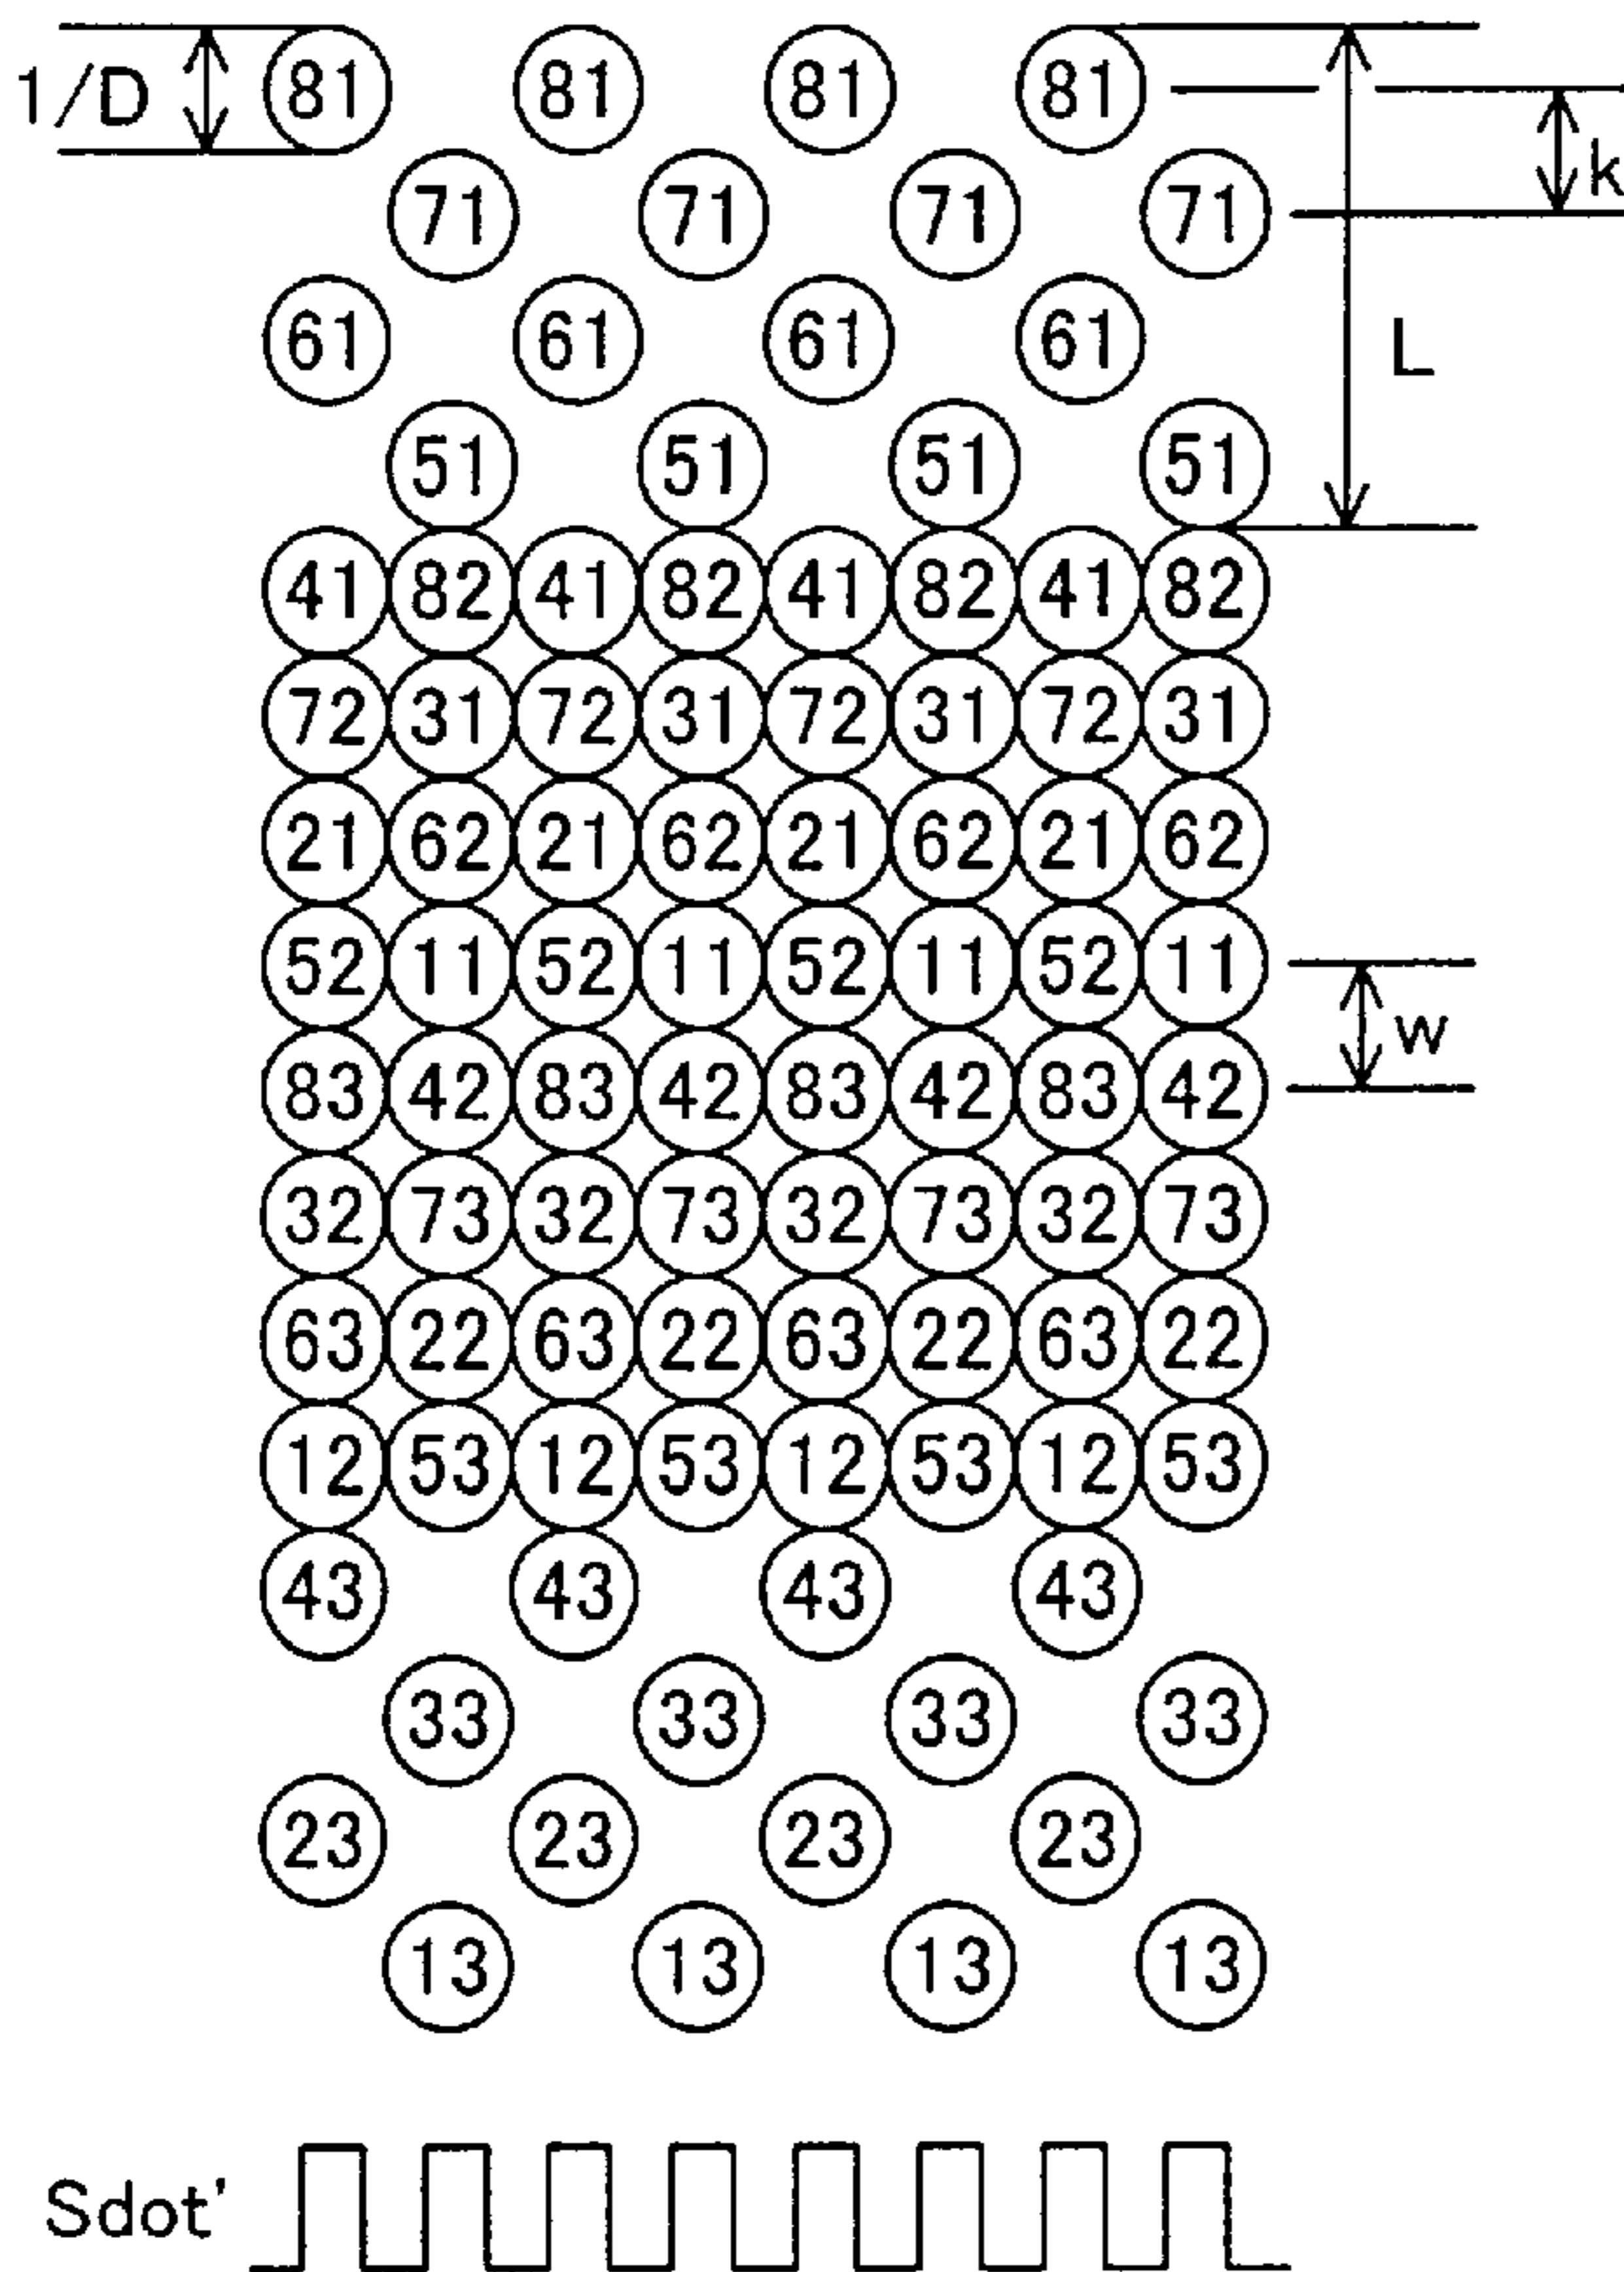 1/D 81 81 81 81
k
71 71 71 71
61 61 61 61
L
51 51 51 51
41 82 41 82 41 82 41 82
72 31 72 31 72 31 72 31
21 62 21 62 21 62 21 62
52 11 52 11 52 11 52 11
w
83 42 83 42 83 42 83 42
32 73 32 73 32 73 32 73
63 22 63 22 63 22 63 22
12 53 12 53 12 53 12 53
43 43 43 43
33 33 33 33
23 23 23 23
13 13 13 13
Sdot'